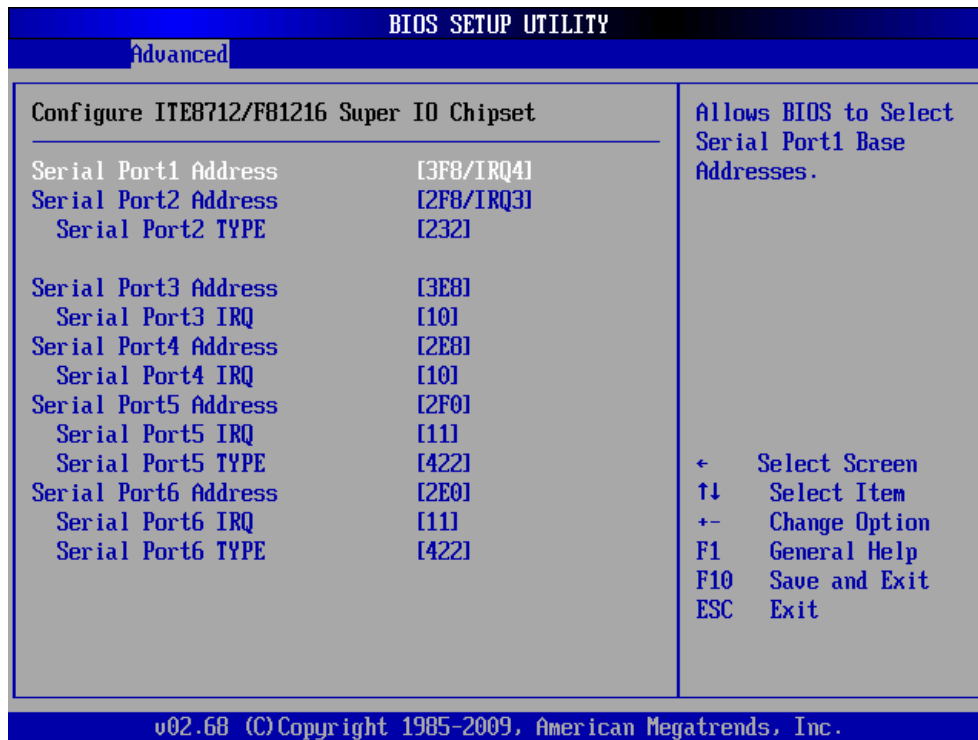 BIOS SETUP UTILITY
Advanced
Configure ITE8712/F81216 Super IO Chipset
Serial Port1 Address [3F8/IRQ4]
Serial Port2 Address [2F8/IRQ3]
Serial Port2 TYPE [232]
Serial Port3 Address [3E8]
Serial Port3 IRQ [10]
Serial Port4 Address [2E8]
Serial Port4 IRQ [10]
Serial Port5 Address [2F0]
Serial Port5 IRQ [11]
Serial Port5 TYPE [422]
Serial Port6 Address [2E0]
Serial Port6 IRQ [11]
Serial Port6 TYPE [422]
Allows BIOS to Select
Serial Port1 Base
Addresses.
← Select Screen
↑↓ Select Item
+- Change Option
F1 General Help
F10 Save and Exit
ESC Exit
v02.68 (C)Copyright 1985-2009, American Megatrends, Inc.